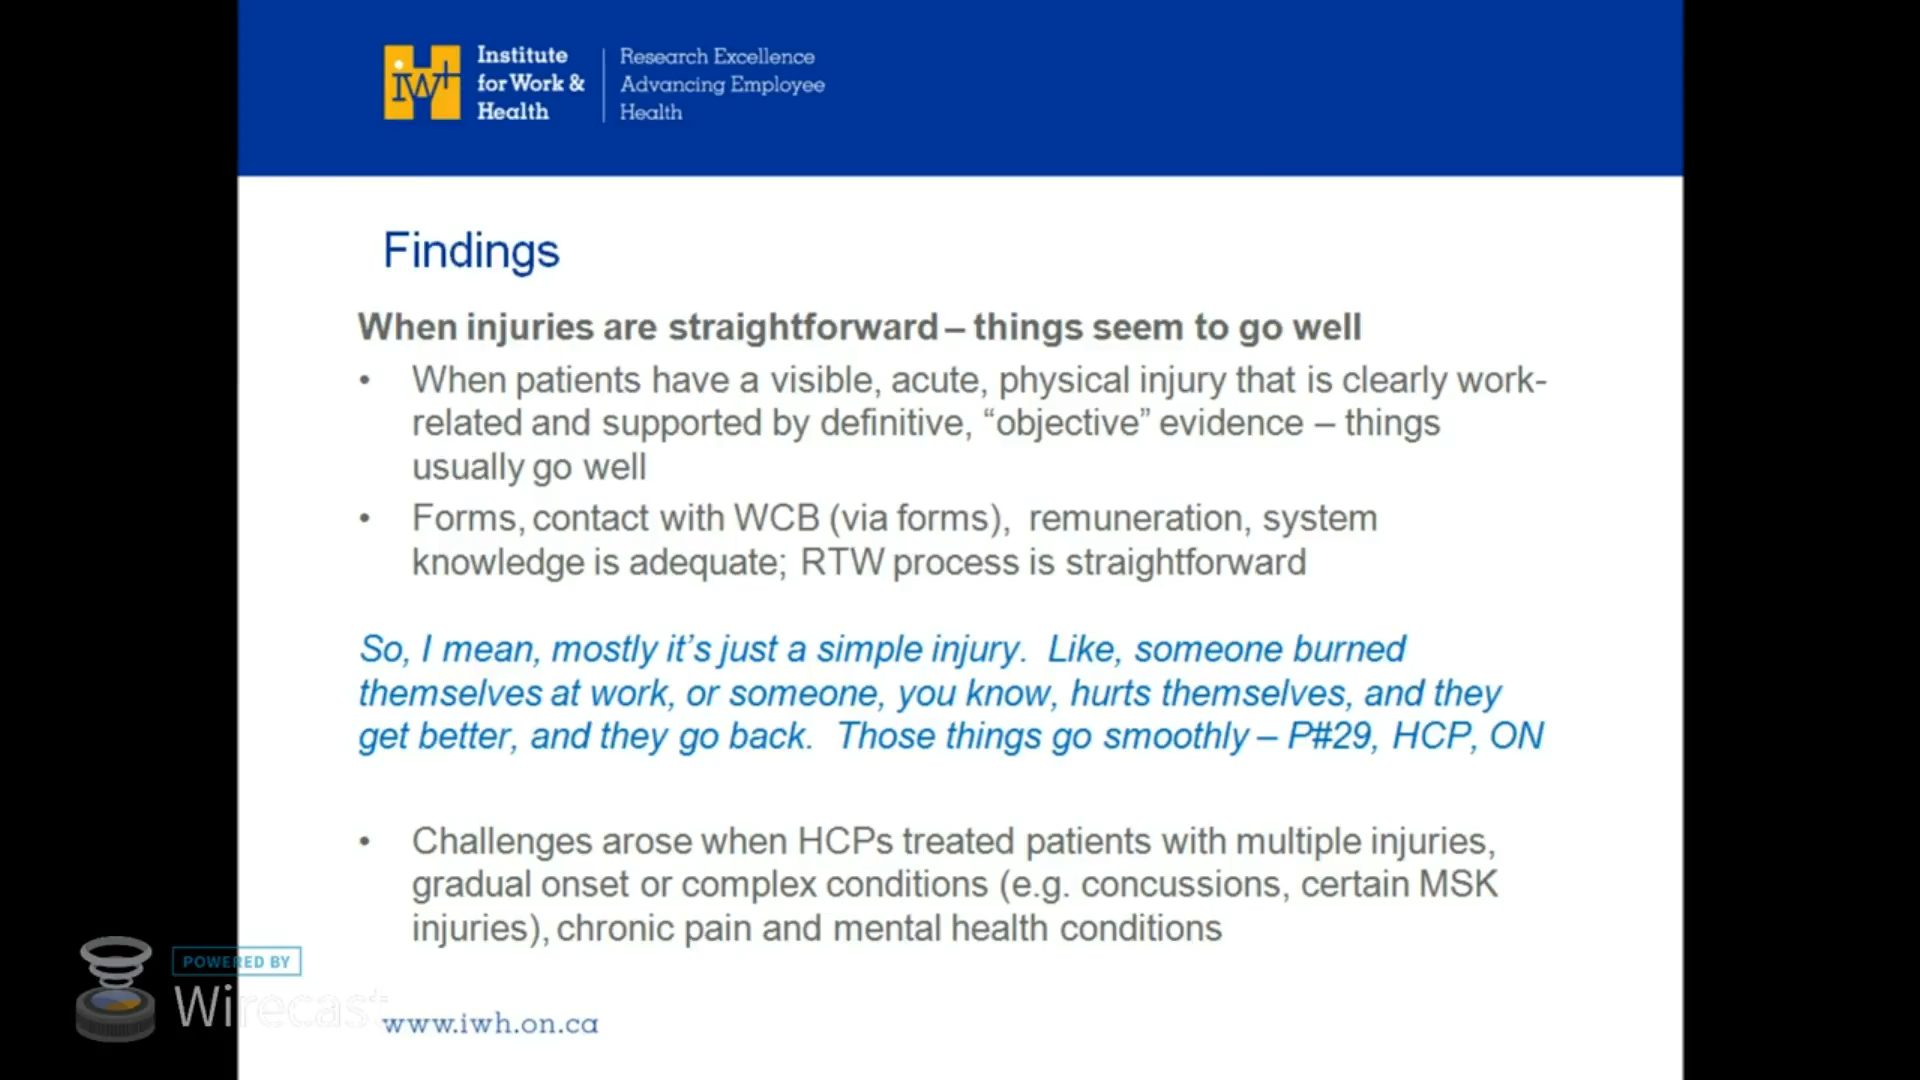 iw+
Institute
for Work &
Health
Research Excellence
Advancing Employee
Health
Findings
When injuries are straightforward – things seem to go well
• When patients have a visible, acute, physical injury that is clearly work-
related and supported by definitive, “objective” evidence – things
usually go well
• Forms, contact with WCB (via forms), remuneration, system
knowledge is adequate; RTW process is straightforward
So, I mean, mostly it’s just a simple injury. Like, someone burned
themselves at work, or someone, you know, hurts themselves, and they
get better, and they go back. Those things go smoothly – P#29, HCP, ON
• Challenges arose when HCPs treated patients with multiple injuries,
gradual onset or complex conditions (e.g. concussions, certain MSK
injuries), chronic pain and mental health conditions
POWERED BY
Wirecast
www.iwh.on.ca